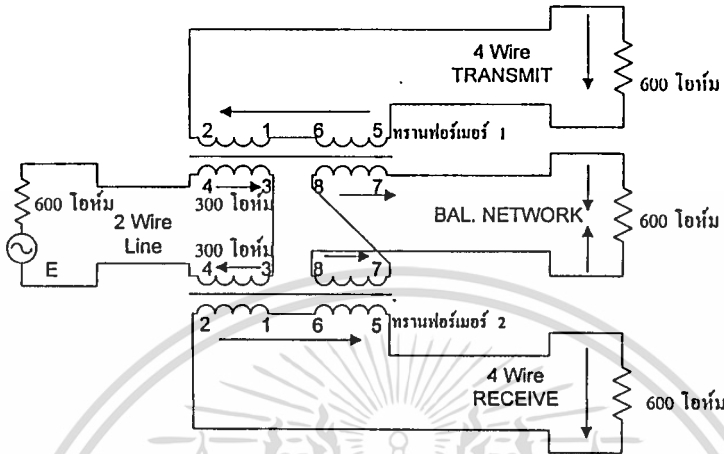 4 Wire
TRANSMIT
600 โอห์ม
2 1 6 5 ทรานฟอร์เมอร์ 1
4 3 8 7
600 โอห์ม
300 โอห์ม
2 Wire
Line
300 โอห์ม
BAL. NETWORK
600 โอห์ม
E
4 3 8 7
2 1 6 5 ทรานฟอร์เมอร์ 2
4 Wire
RECEIVE
600 โอห์ม